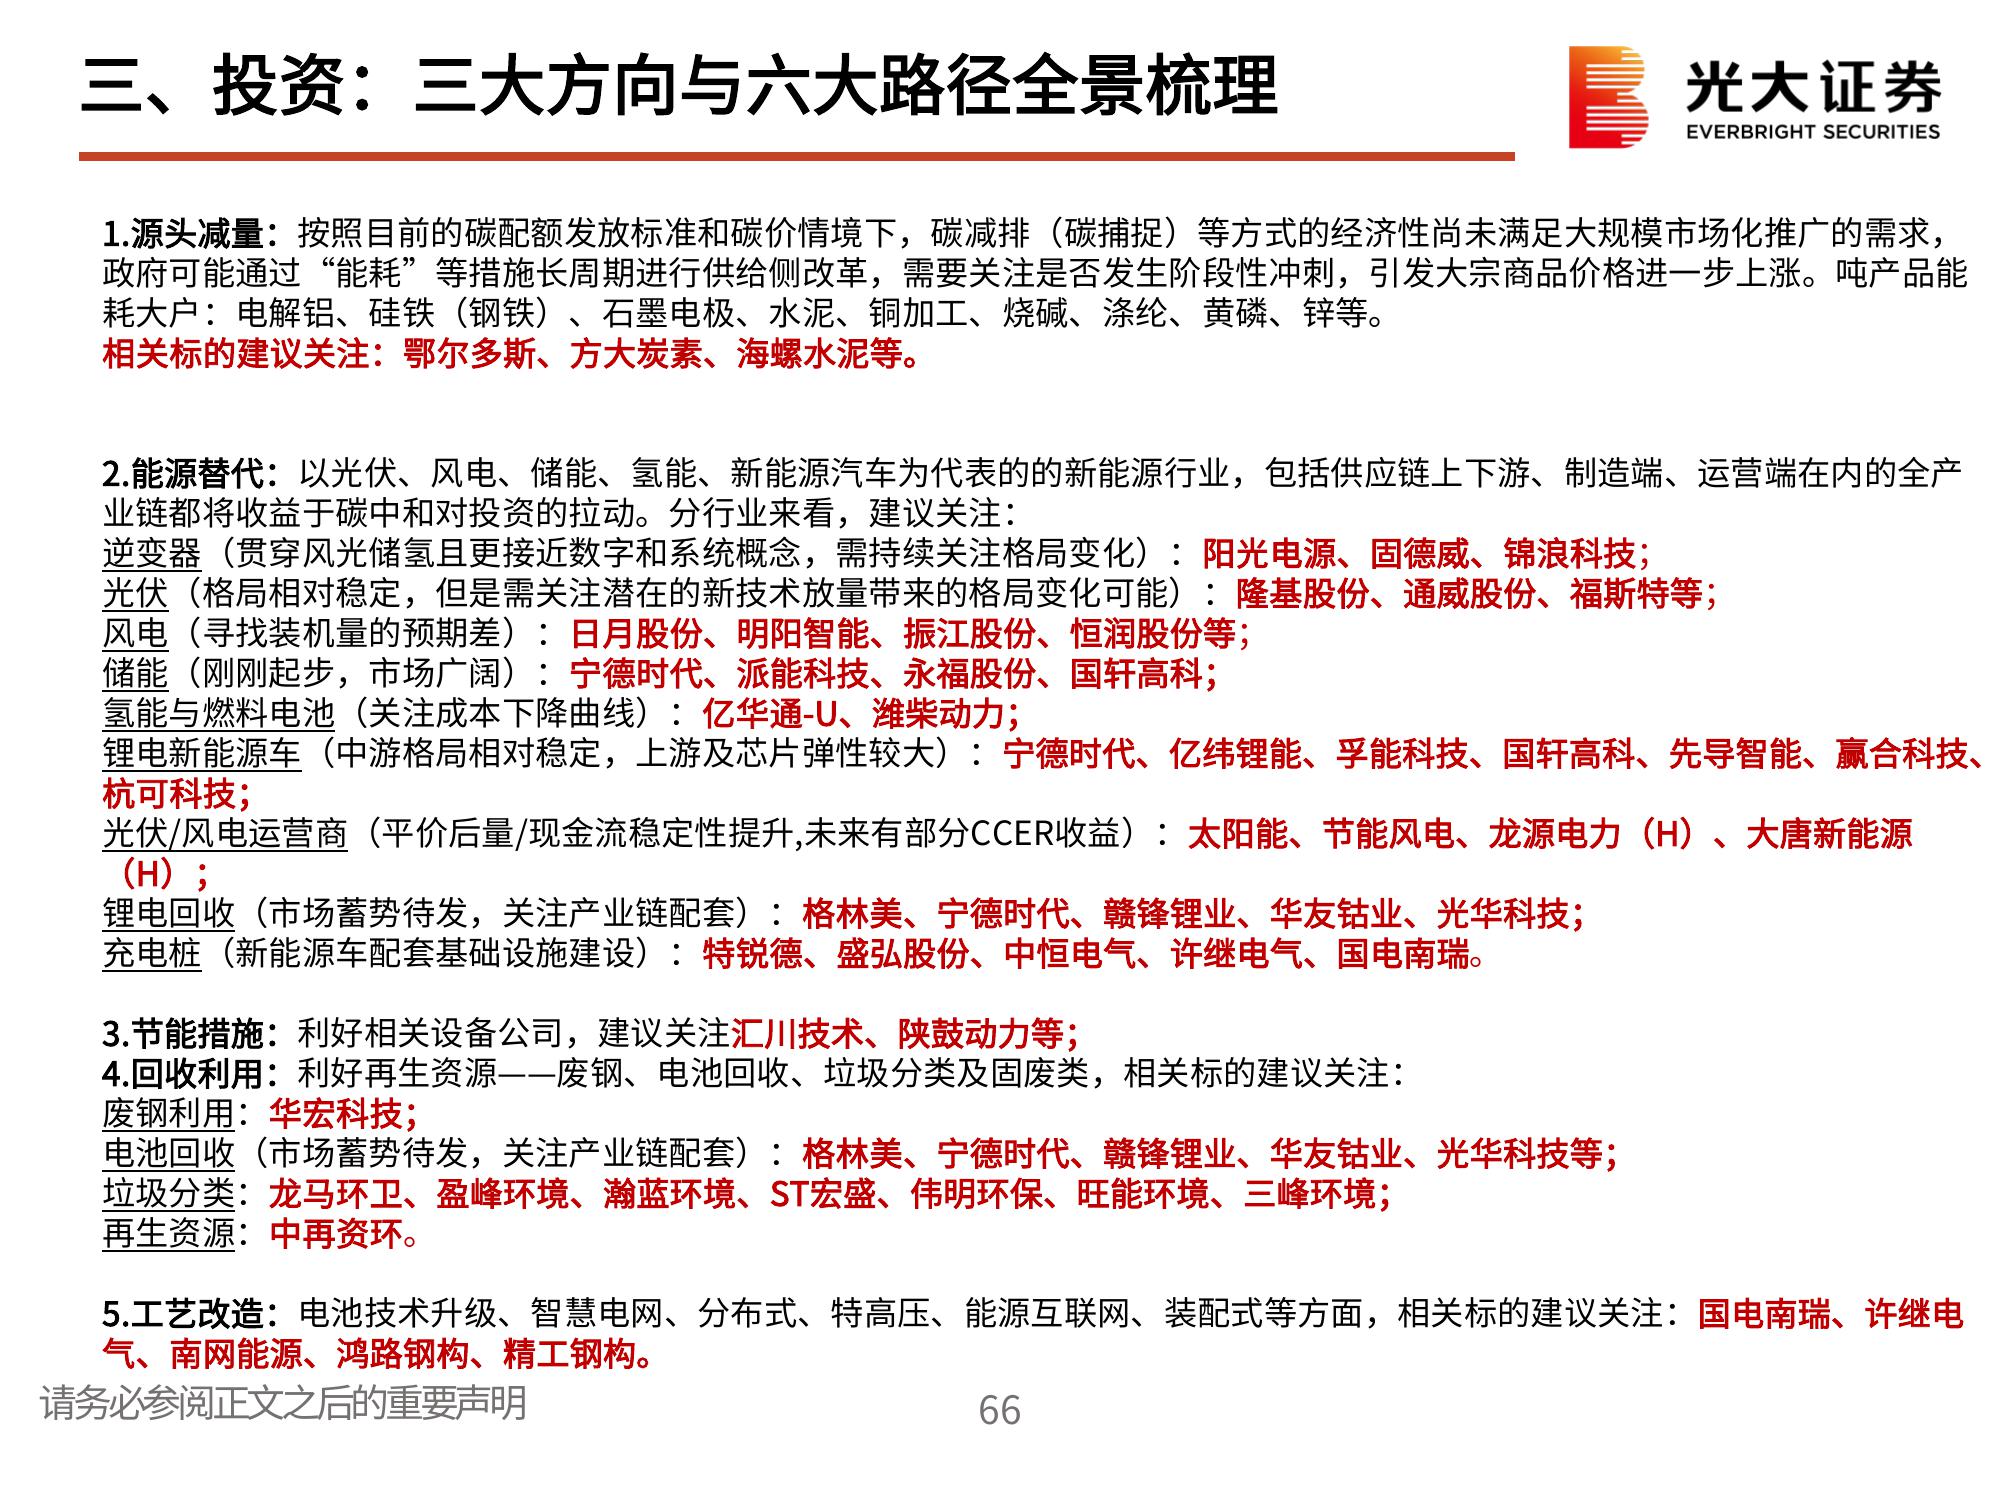 三、投资：三大方向与六大路径全景梳理
光大证券
EVERBRIGHT SECURITIES
1.源头减量：按照目前的碳配额发放标准和碳价情境下，碳减排（碳捕捉）等方式的经济性尚未满足大规模市场化推广的需求，
政府可能通过“能耗”等措施长周期进行供给侧改革，需要关注是否发生阶段性冲刺，引发大宗商品价格进一步上涨。吨产品能
耗大户：电解铝、硅铁（钢铁）、石墨电极、水泥、铜加工、烧碱、涤纶、黄磷、锌等。
相关标的建议关注：鄂尔多斯、方大炭素、海螺水泥等。
2.能源替代：以光伏、风电、储能、氢能、新能源汽车为代表的的新能源行业，包括供应链上下游、制造端、运营端在内的全产
业链都将收益于碳中和对投资的拉动。分行业来看，建议关注：
逆变器（贯穿风光储氢且更接近数字和系统概念，需持续关注格局变化）：阳光电源、固德威、锦浪科技；
光伏（格局相对稳定，但是需关注潜在的新技术放量带来的格局变化可能）：隆基股份、通威股份、福斯特等；
风电（寻找装机量的预期差）：日月股份、明阳智能、振江股份、恒润股份等；
储能（刚刚起步，市场广阔）：宁德时代、派能科技、永福股份、国轩高科；
氢能与燃料电池（关注成本下降曲线）：亿华通-U、潍柴动力；
锂电新能源车（中游格局相对稳定，上游及芯片弹性较大）：宁德时代、亿纬锂能、孚能科技、国轩高科、先导智能、赢合科技、
杭可科技；
光伏/风电运营商（平价后量/现金流稳定性提升,未来有部分CCER收益）：太阳能、节能风电、龙源电力（H）、大唐新能源
（H）；
锂电回收（市场蓄势待发，关注产业链配套）：格林美、宁德时代、赣锋锂业、华友钴业、光华科技；
充电桩（新能源车配套基础设施建设）：特锐德、盛弘股份、中恒电气、许继电气、国电南瑞。
3.节能措施：利好相关设备公司，建议关注汇川技术、陕鼓动力等；
4.回收利用：利好再生资源——废钢、电池回收、垃圾分类及固废类，相关标的建议关注：
废钢利用：华宏科技；
电池回收（市场蓄势待发，关注产业链配套）：格林美、宁德时代、赣锋锂业、华友钴业、光华科技等；
垃圾分类：龙马环卫、盈峰环境、瀚蓝环境、ST宏盛、伟明环保、旺能环境、三峰环境；
再生资源：中再资环。
5.工艺改造：电池技术升级、智慧电网、分布式、特高压、能源互联网、装配式等方面，相关标的建议关注：国电南瑞、许继电
气、南网能源、鸿路钢构、精工钢构。
请务必参阅正文之后的重要声明
66